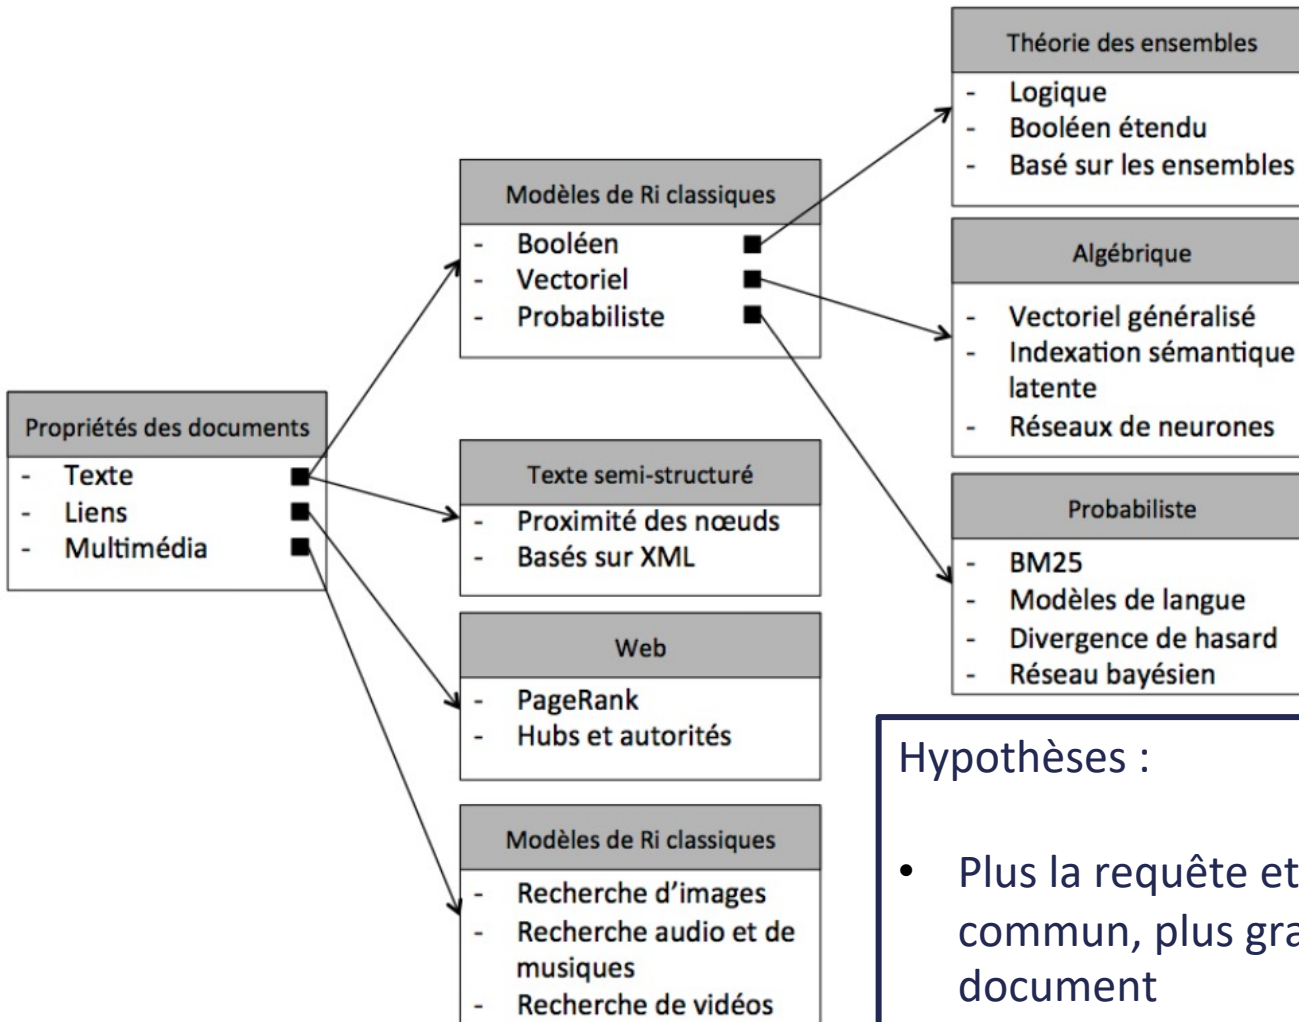 Propriétés des documents
- Texte
- Liens
- Multimédia
Modèles de Ri classiques
- Booléen
- Vectoriel
- Probabiliste
Texte semi-structuré
- Proximité des nœuds
- Basés sur XML
Web
- PageRank
- Hubs et autorités
Modèles de Ri classiques
- Recherche d'images
- Recherche audio et de
musiques
- Recherche de vidéos
Théorie des ensembles
- Logique
- Booléen étendu
- Basé sur les ensembles
Algébrique
- Vectoriel généralisé
- Indexation sémantique
latente
- Réseaux de neurones
Probabiliste
- BM25
- Modèles de langue
- Divergence de hasard
- Réseau bayésien
Hypothèses :
• Plus la requête et
commun, plus gra
document